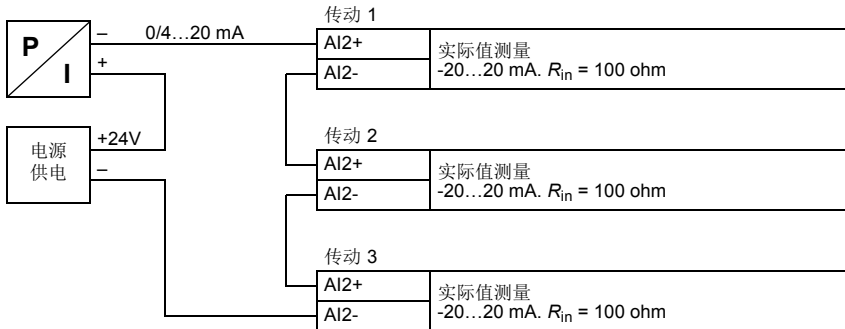 传动 1
P
– 0/4...20 mA
I
+
AI2+
AI2-
实际值测量
-20...20 mA. Rin = 100 ohm
电源
供电
+24V
–
传动 2
AI2+
AI2-
实际值测量
-20...20 mA. Rin = 100 ohm
传动 3
AI2+
AI2-
实际值测量
-20...20 mA. Rin = 100 ohm